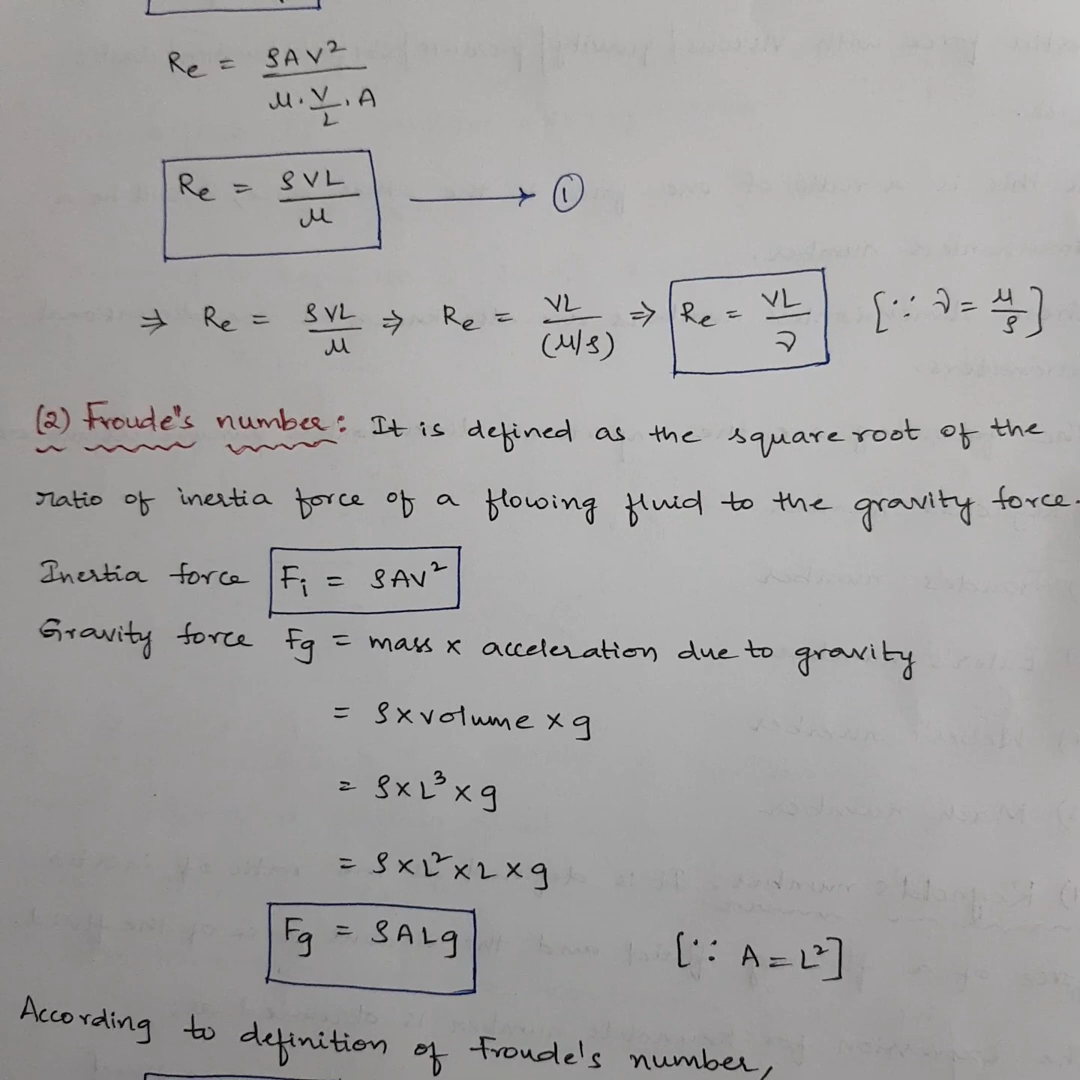 Re = ρAV² / μ.V/L.A
Re = ρVL / μ → ①
⇒ Re = ρVL / μ ⇒ Re = VL / (μ/ρ) ⇒ Re = VL / ν [∵ ν = μ / ρ]
(2) Froude's number: It is defined as the square root of the
ratio of inertia force of a flowing fluid to the gravity force.
Inertia force Fi = ρAV²
Gravity force Fg = mass x acceleration due to gravity
= ρ x volume x g
= ρ x L³ x g
= ρ x L² x L x g
Fg = ρALg [∵ A = L²]
According to definition of Froude's number,